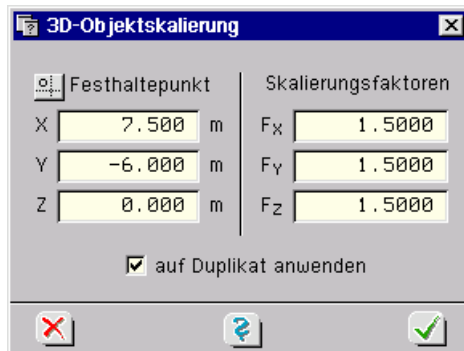 3D-Objektskalierung
Festhaltepunkt
X 7.500 m
Y -6.000 m
Z 0.000 m
Skalierungsfaktoren
FX 1.5000
FY 1.5000
FZ 1.5000
auf Duplikat anwenden